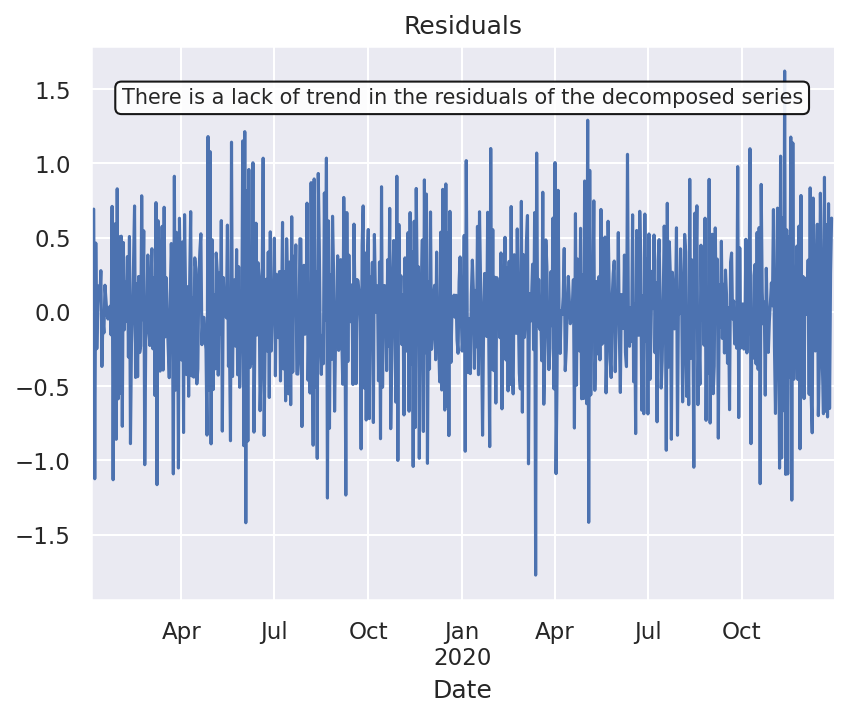 Residuals
There is a lack of trend in the residuals of the decomposed series
1.5
1.0
0.5
0.0
−0.5
−1.0
−1.5
Apr Jul Oct Jan Apr Jul Oct
2020
Date